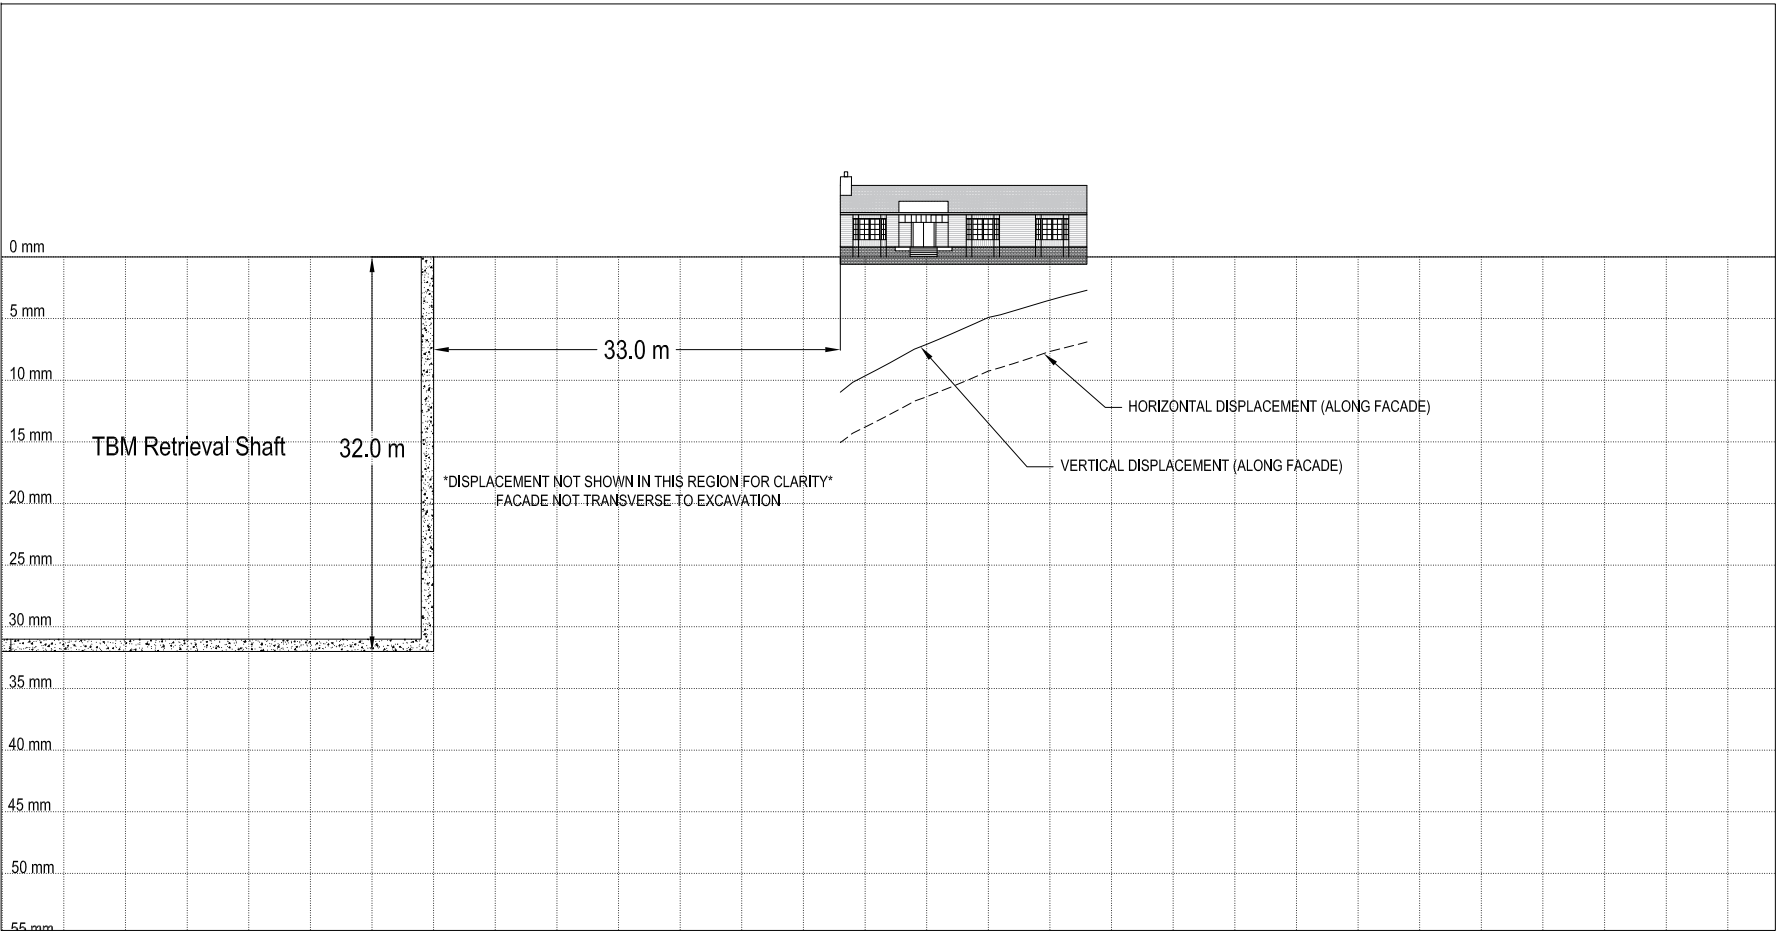 0 mm
5 mm
33.0 m
10 mm
HORIZONTAL DISPLACEMENT (ALONG FACADE)
15 mm
TBM Retrieval Shaft
32.0 m
VERTICAL DISPLACEMENT (ALONG FACADE)
*DISPLACEMENT NOT SHOWN IN THIS REGION FOR CLARITY*
FACADE NOT TRANSVERSE TO EXCAVATION
20 mm
25 mm
30 mm
35 mm
40 mm
45 mm
50 mm
55 mm